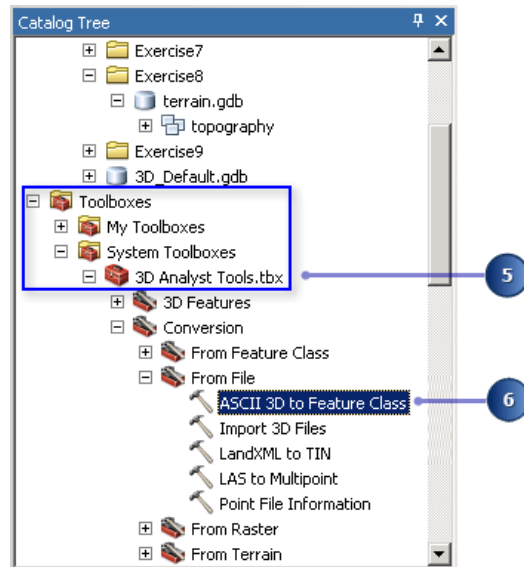 Catalog Tree
Exercise7
Exercise8
terrain.gdb
topography
Exercise9
3D_Default.gdb
Toolboxes
My Toolboxes
System Toolboxes
3D Analyst Tools.tbx
5
3D Features
Conversion
From Feature Class
From File
ASCII 3D to Feature Class
6
Import 3D Files
LandXML to TIN
LAS to Multipoint
Point File Information
From Raster
From Terrain